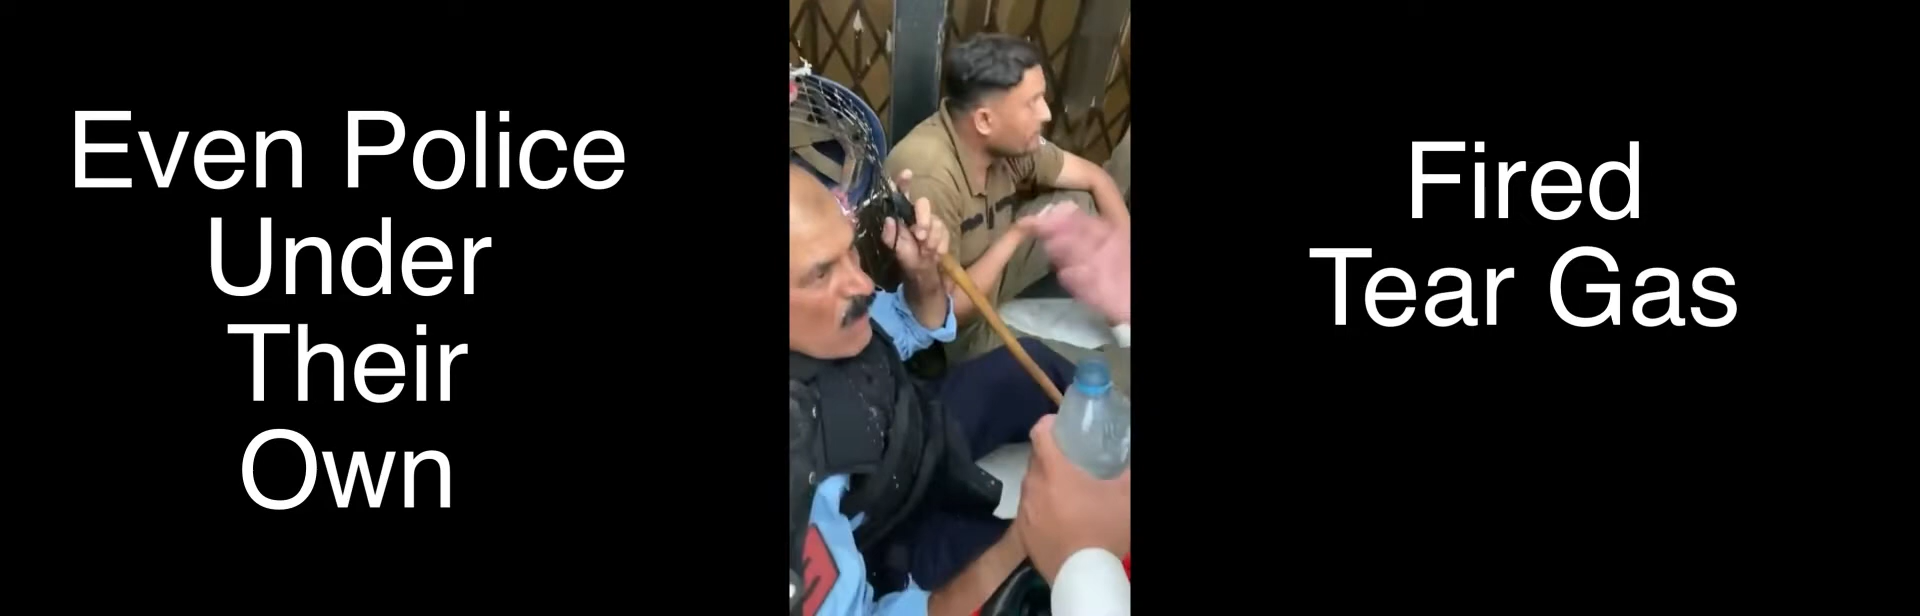 Even Police
Under
Their
Own
Fired
Tear Gas